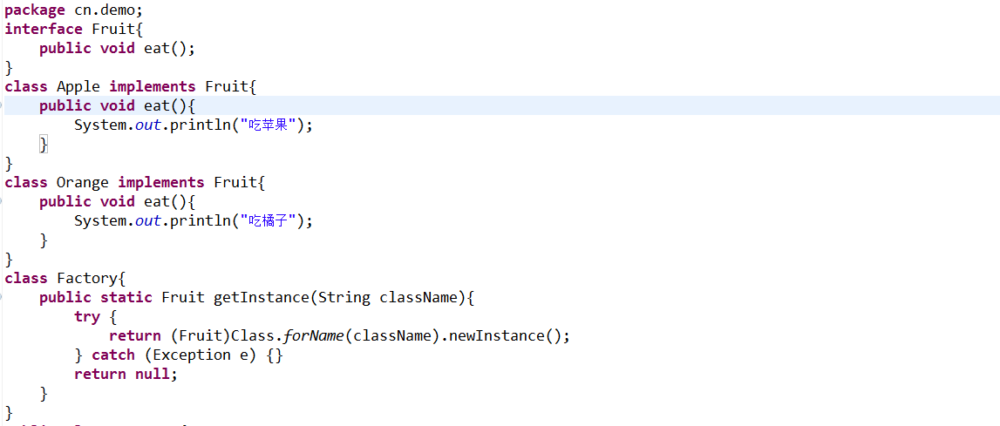 package cn.demo;
interface Fruit{
    public void eat();
}
class Apple implements Fruit{
    public void eat(){
        System.out.println("吃苹果");
    }
}
class Orange implements Fruit{
    public void eat(){
        System.out.println("吃橘子");
    }
}
class Factory{
    public static Fruit getInstance(String className){
        try {
            return (Fruit)Class.forName(className).newInstance();
        } catch (Exception e) {}
        return null;
    }
}